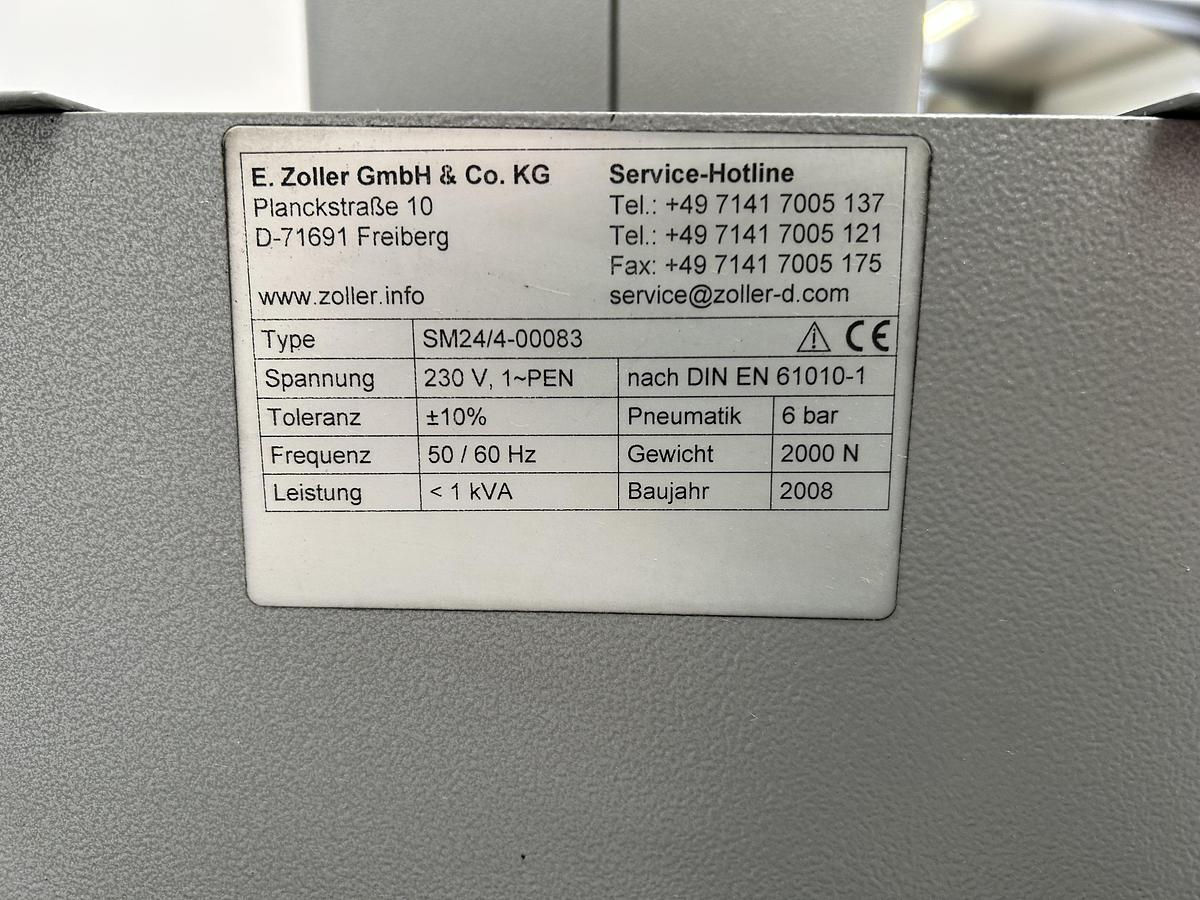 E. Zoller GmbH & Co. KG
Planckstraße 10
D-71691 Freiberg
www.zoller.info
Service-Hotline
Tel.: +49 7141 7005 137
Tel.: +49 7141 7005 121
Fax: +49 7141 7005 175
service@zoller-d.com
Type SM24/4-00083 CE
Spannung 230 V, 1~PEN nach DIN EN 61010-1
Toleranz ±10% Pneumatik 6 bar
Frequenz 50 / 60 Hz Gewicht 2000 N
Leistung < 1 kVA Baujahr 2008